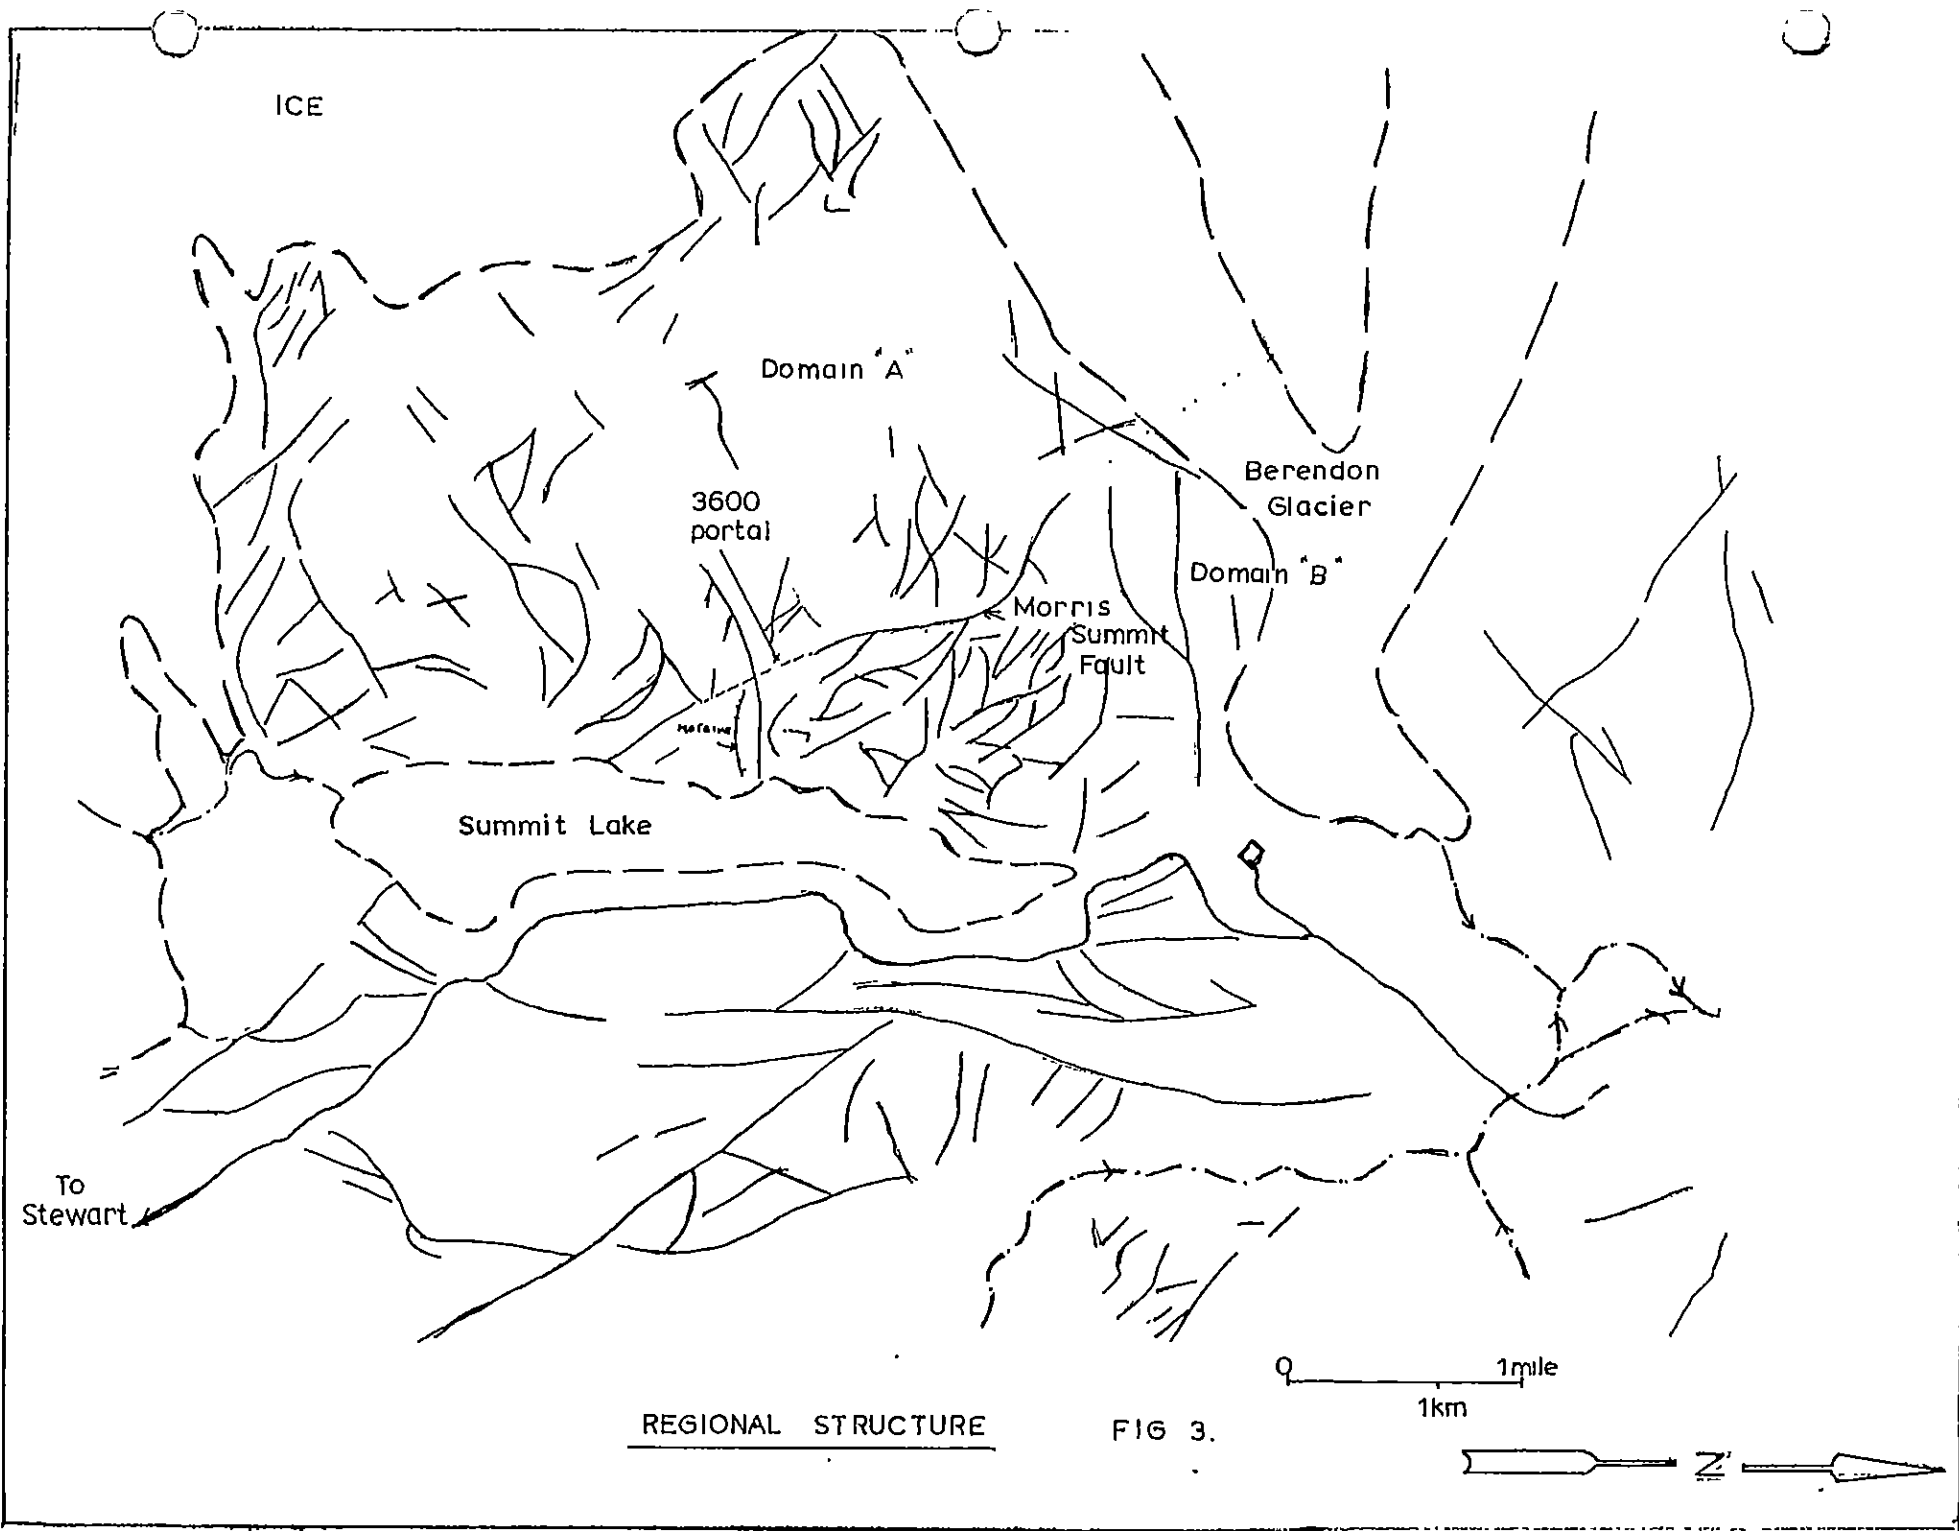 ICE
Domain "A"
3600
portal
Berendon
Glacier
Domain "B"
Morris
Summit
Fault
Moraine
Summit Lake
To
Stewart
0 1mile
1km
REGIONAL STRUCTURE FIG 3.
N